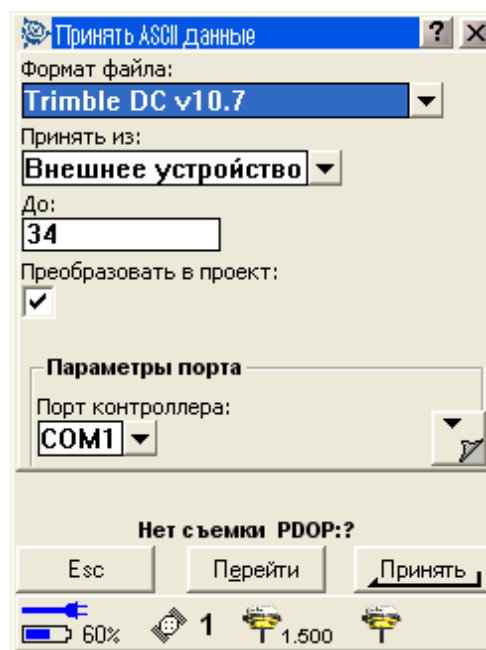 Принять ASCII данные ? X
Формат файла:
Trimble DC v10.7
Принять из:
Внешнее устройство
До:
34
Преобразовать в проект:
Параметры порта
Порт контроллера:
COM1
Нет съемки PDOP:?
Esc Перейти Принять
60% 1 1.500